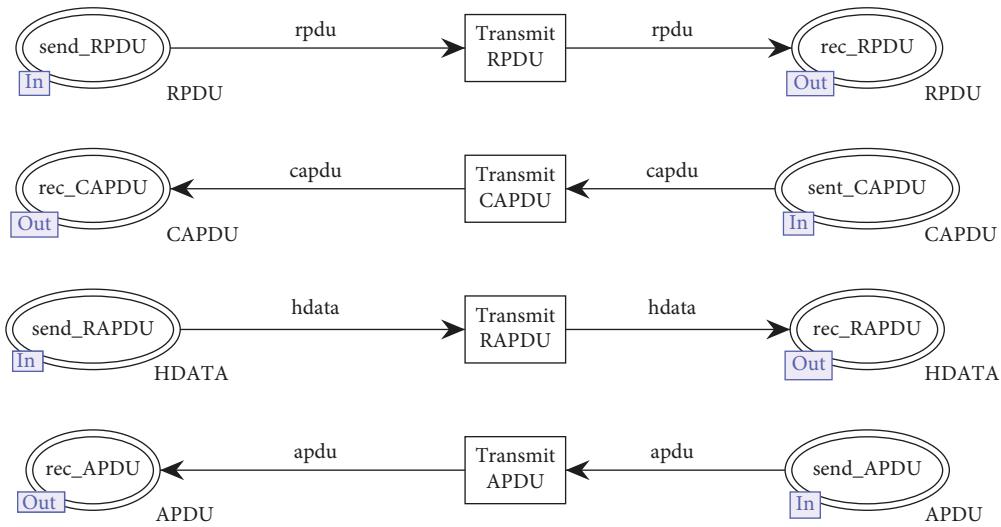 send_RPDU
rpdu
Transmit
RPDU
rpdu
rec_RPDU
In
RPDU
Out
RPDU
rec_CAPDU
capdu
Transmit
CAPDU
capdu
sent_CAPDU
Out
CAPDU
In
CAPDU
send_RAPDU
hdata
Transmit
RAPDU
hdata
rec_RAPDU
In
HDATA
Out
HDATA
rec_APDU
apdu
Transmit
APDU
apdu
send_APDU
Out
APDU
In
APDU